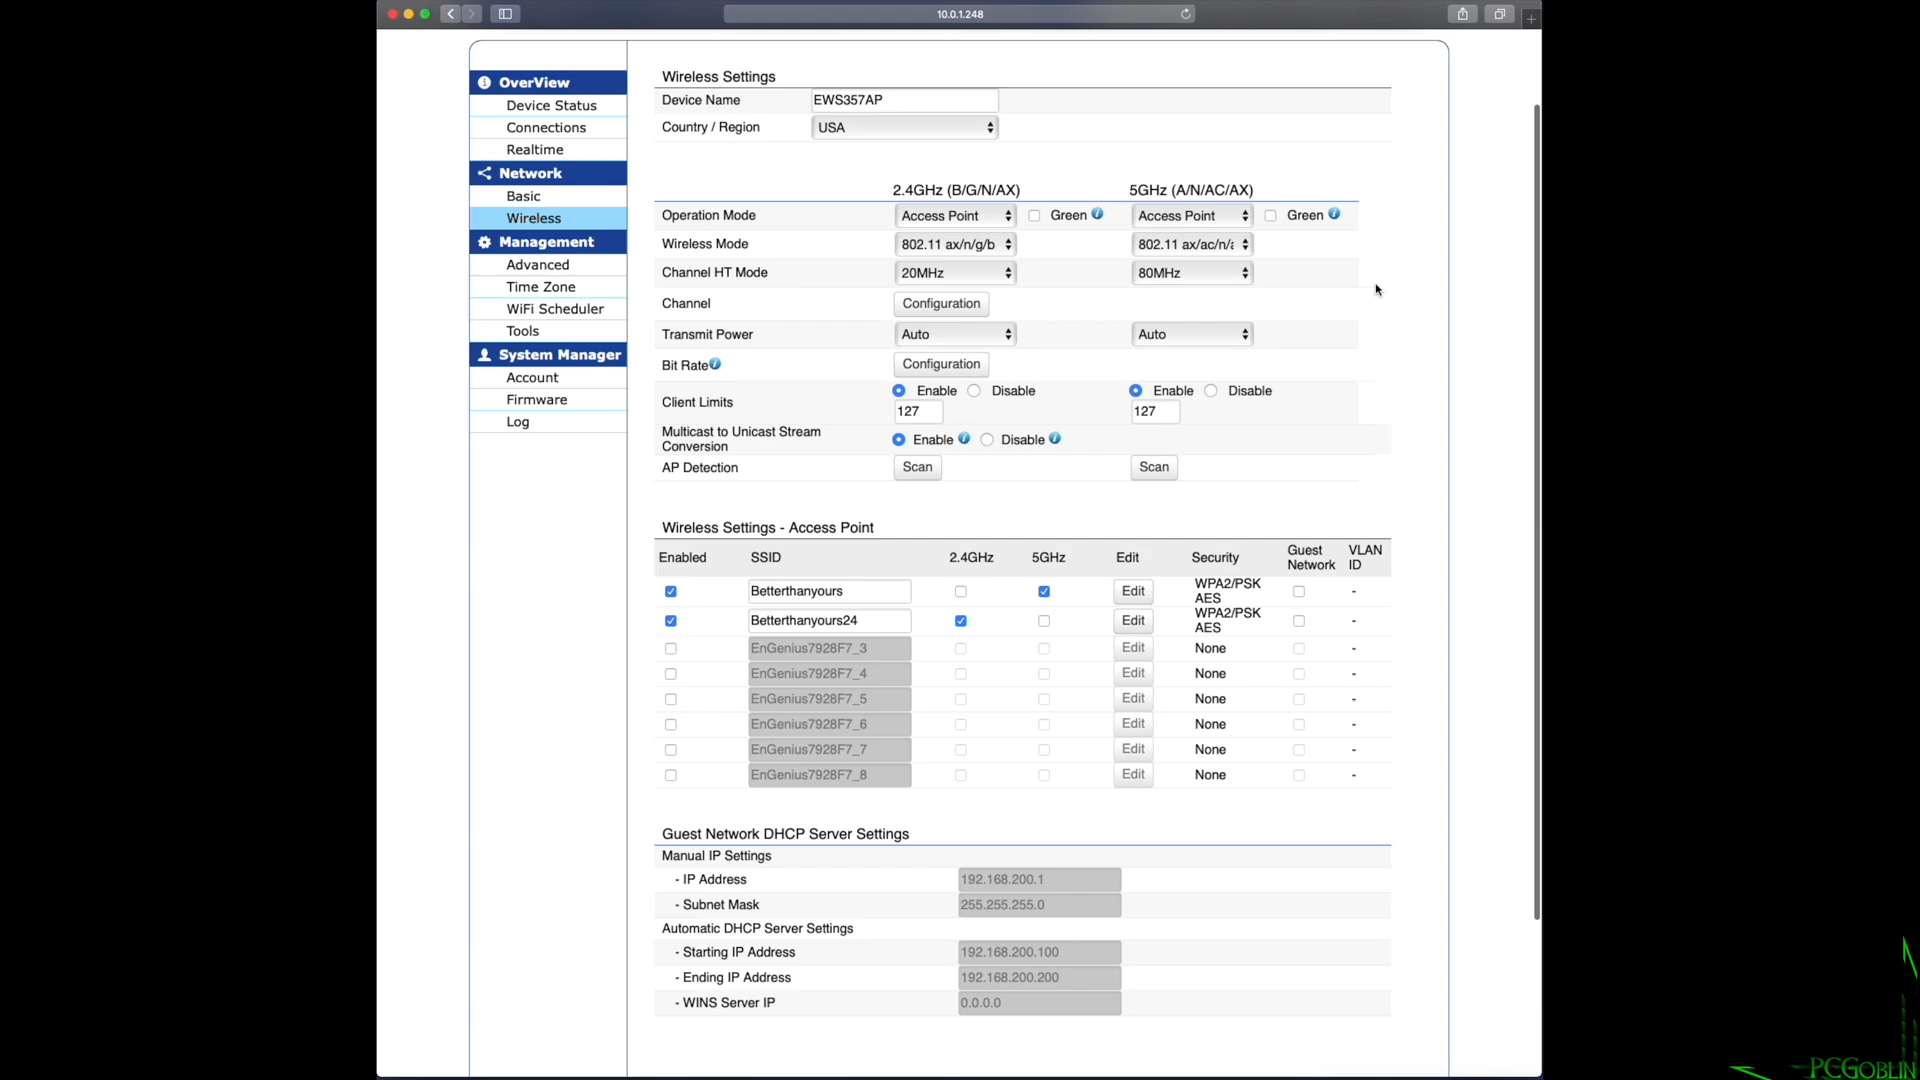 10.0.1.248
OverView
Device Status
Connections
Realtime
Network
Basic
Wireless
Management
Advanced
Time Zone
WiFi Scheduler
Tools
System Manager
Account
Firmware
Log
Wireless Settings
Device Name EWS357AP
Country / Region USA
2.4GHz (B/G/N/AX) 5GHz (A/N/AC/AX)
Operation Mode Access Point Green Access Point Green
Wireless Mode 802.11 ax/n/g/b 802.11 ax/ac/n/a
Channel HT Mode 20MHz 80MHz
Channel Configuration
Transmit Power Auto Auto
Bit Rate Configuration
Client Limits Enable Disable Enable Disable
127 127
Multicast to Unicast Stream
Conversion Enable Disable
AP Detection Scan Scan
Wireless Settings - Access Point
Enabled SSID 2.4GHz 5GHz Edit Security Guest Network VLAN ID
Betterthanyours Edit WPA2/PSK AES -
Betterthanyours24 Edit WPA2/PSK AES -
EnGenius7928F7_3 Edit None -
EnGenius7928F7_4 Edit None -
EnGenius7928F7_5 Edit None -
EnGenius7928F7_6 Edit None -
EnGenius7928F7_7 Edit None -
EnGenius7928F7_8 Edit None -
Guest Network DHCP Server Settings
Manual IP Settings
- IP Address 192.168.200.1
- Subnet Mask 255.255.255.0
Automatic DHCP Server Settings
- Starting IP Address 192.168.200.100
- Ending IP Address 192.168.200.200
- WINS Server IP 0.0.0.0
PCGOBLIN